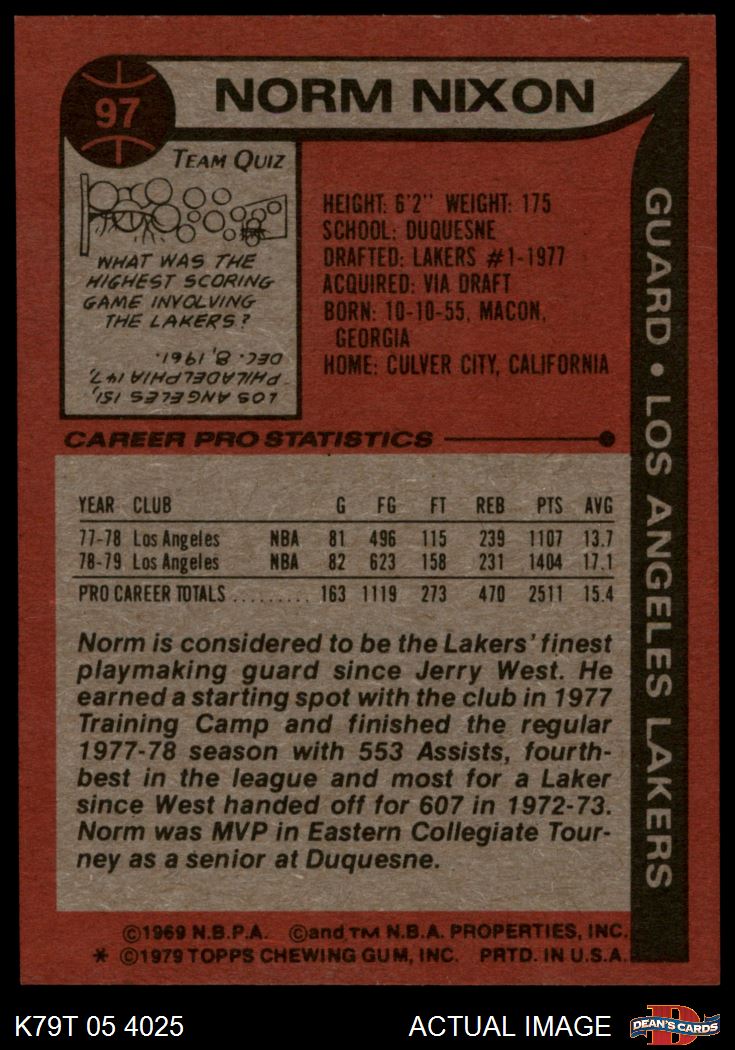 97
NORM NIXON
TEAM QUIZ
WHAT WAS THE
HIGHEST SCORING
GAME INVOLVING
THE LAKERS?
LOS ANGELES 151,
PHILADELPHIA 147,
DEC. 8, 1961.
HEIGHT: 6'2" WEIGHT: 175
SCHOOL: DUQUESNE
DRAFTED: LAKERS #1-1977
ACQUIRED: VIA DRAFT
BORN: 10-10-55, MACON,
GEORGIA
HOME: CULVER CITY, CALIFORNIA
GUARD • LOS ANGELES LAKERS
CAREER PRO STATISTICS
YEAR CLUB G FG FT REB PTS AVG
77-78 Los Angeles NBA 81 496 115 239 1107 13.7
78-79 Los Angeles NBA 82 623 158 231 1404 17.1
PRO CAREER TOTALS ......... 163 1119 273 470 2511 15.4
Norm is considered to be the Lakers' finest
playmaking guard since Jerry West. He
earned a starting spot with the club in 1977
Training Camp and finished the regular
1977-78 season with 553 Assists, fourth-
best in the league and most for a Laker
since West handed off for 607 in 1972-73.
Norm was MVP in Eastern Collegiate Tour-
ney as a senior at Duquesne.
©1969 N.B.P.A. ©and TM N.B.A. PROPERTIES, INC.
* ©1979 TOPPS CHEWING GUM, INC. PRTD. IN U.S.A.
K79T 05 4025
ACTUAL IMAGE
D
DEAN'S CARDS